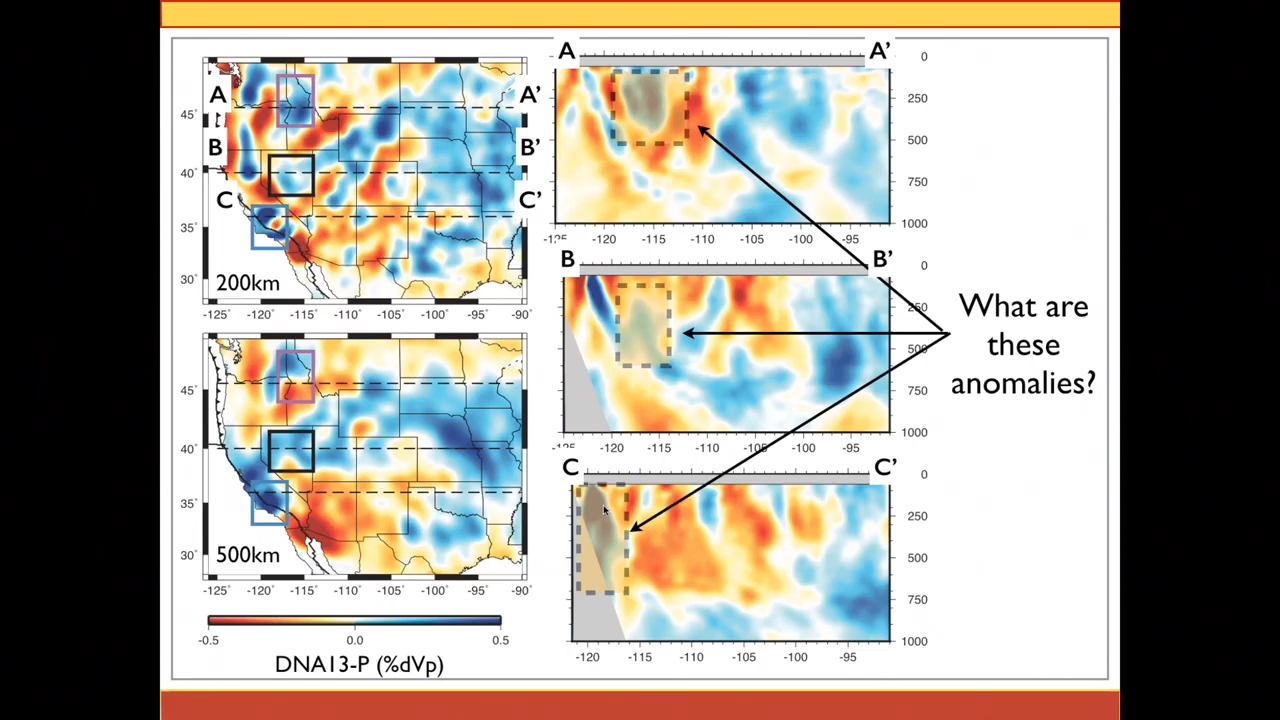 A A'
B B'
C C'
45°
40°
35°
30°
200km
-125° -120° -115° -110° -105° -100° -95° -90°
45°
40°
35°
30°
500km
-125° -120° -115° -110° -105° -100° -95° -90°
-0.5 0.0 0.5
DNA13-P (%dVp)
A A'
0
250
500
750
1000
-125 -120 -115 -110 -105 -100 -95
B B'
0
250
500
750
1000
-125 -120 -115 -110 -105 -100 -95
C C'
0
250
500
750
1000
-120 -115 -110 -105 -100 -95
What are
these
anomalies?